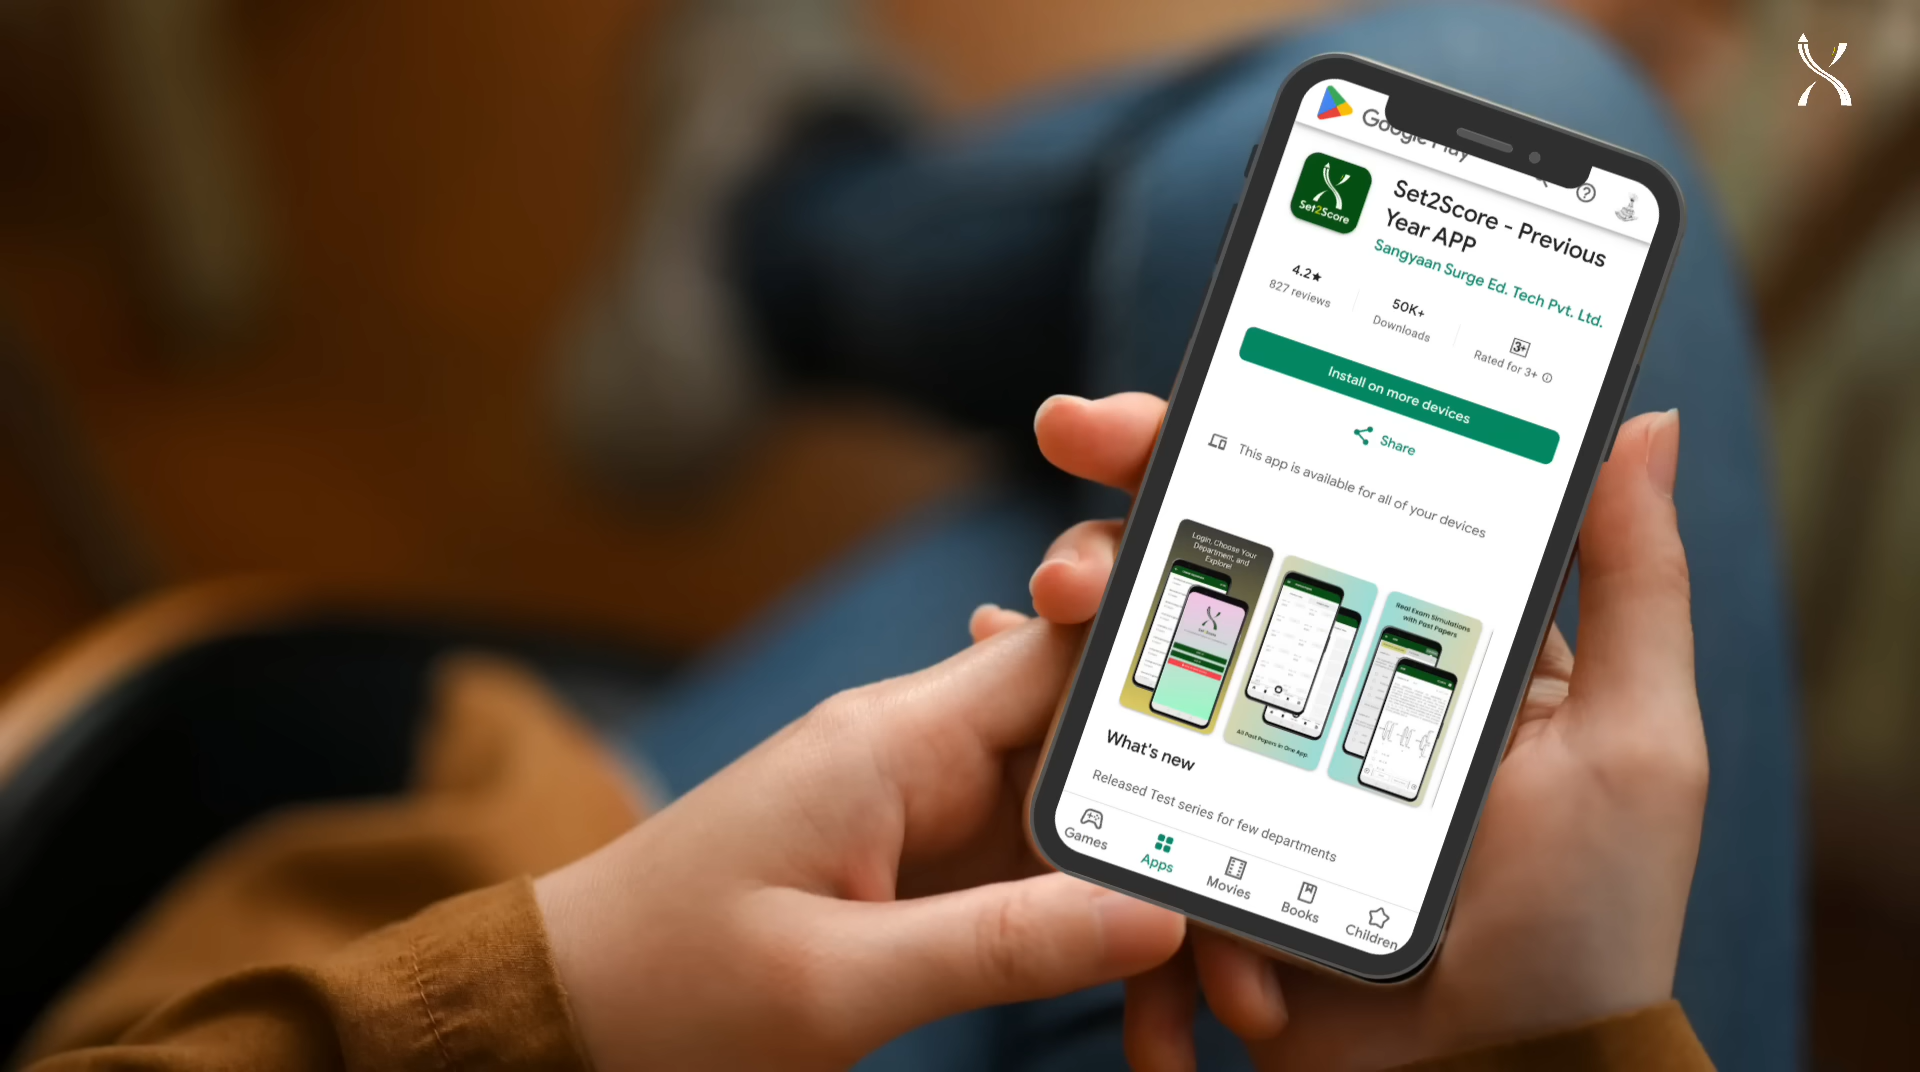 Google Play
Set2Score
Set2Score - Previous
Year APP
Sangyaan Surge Ed. Tech Pvt. Ltd.
4.2★
827 reviews
50K+
Downloads
3+
Rated for 3+
Install on more devices
Share
This app is available for all of your devices
Login, Choose Your
Department, and
Explore!
All Past Papers in One App.
Real Exam Simulations
with Past Papers
What's new
Released Test series for few departments
Games
Apps
Movies
Books
Children